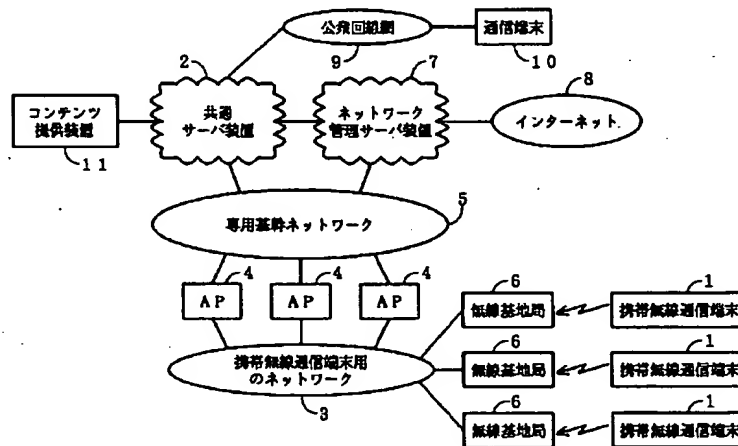 公衆回線網
通信端末
9
10
2
7
8
コンテンツ
提供装置
11
共通
サーバ装置
ネットワーク
管理サーバ装置
インターネット
専用基幹ネットワーク
5
4
4
4
AP
AP
AP
6
1
無線基地局
携帯無線通信端末
携帯無線通信端末用
のネットワーク
3
6
1
無線基地局
携帯無線通信端末
6
1
無線基地局
携帯無線通信端末